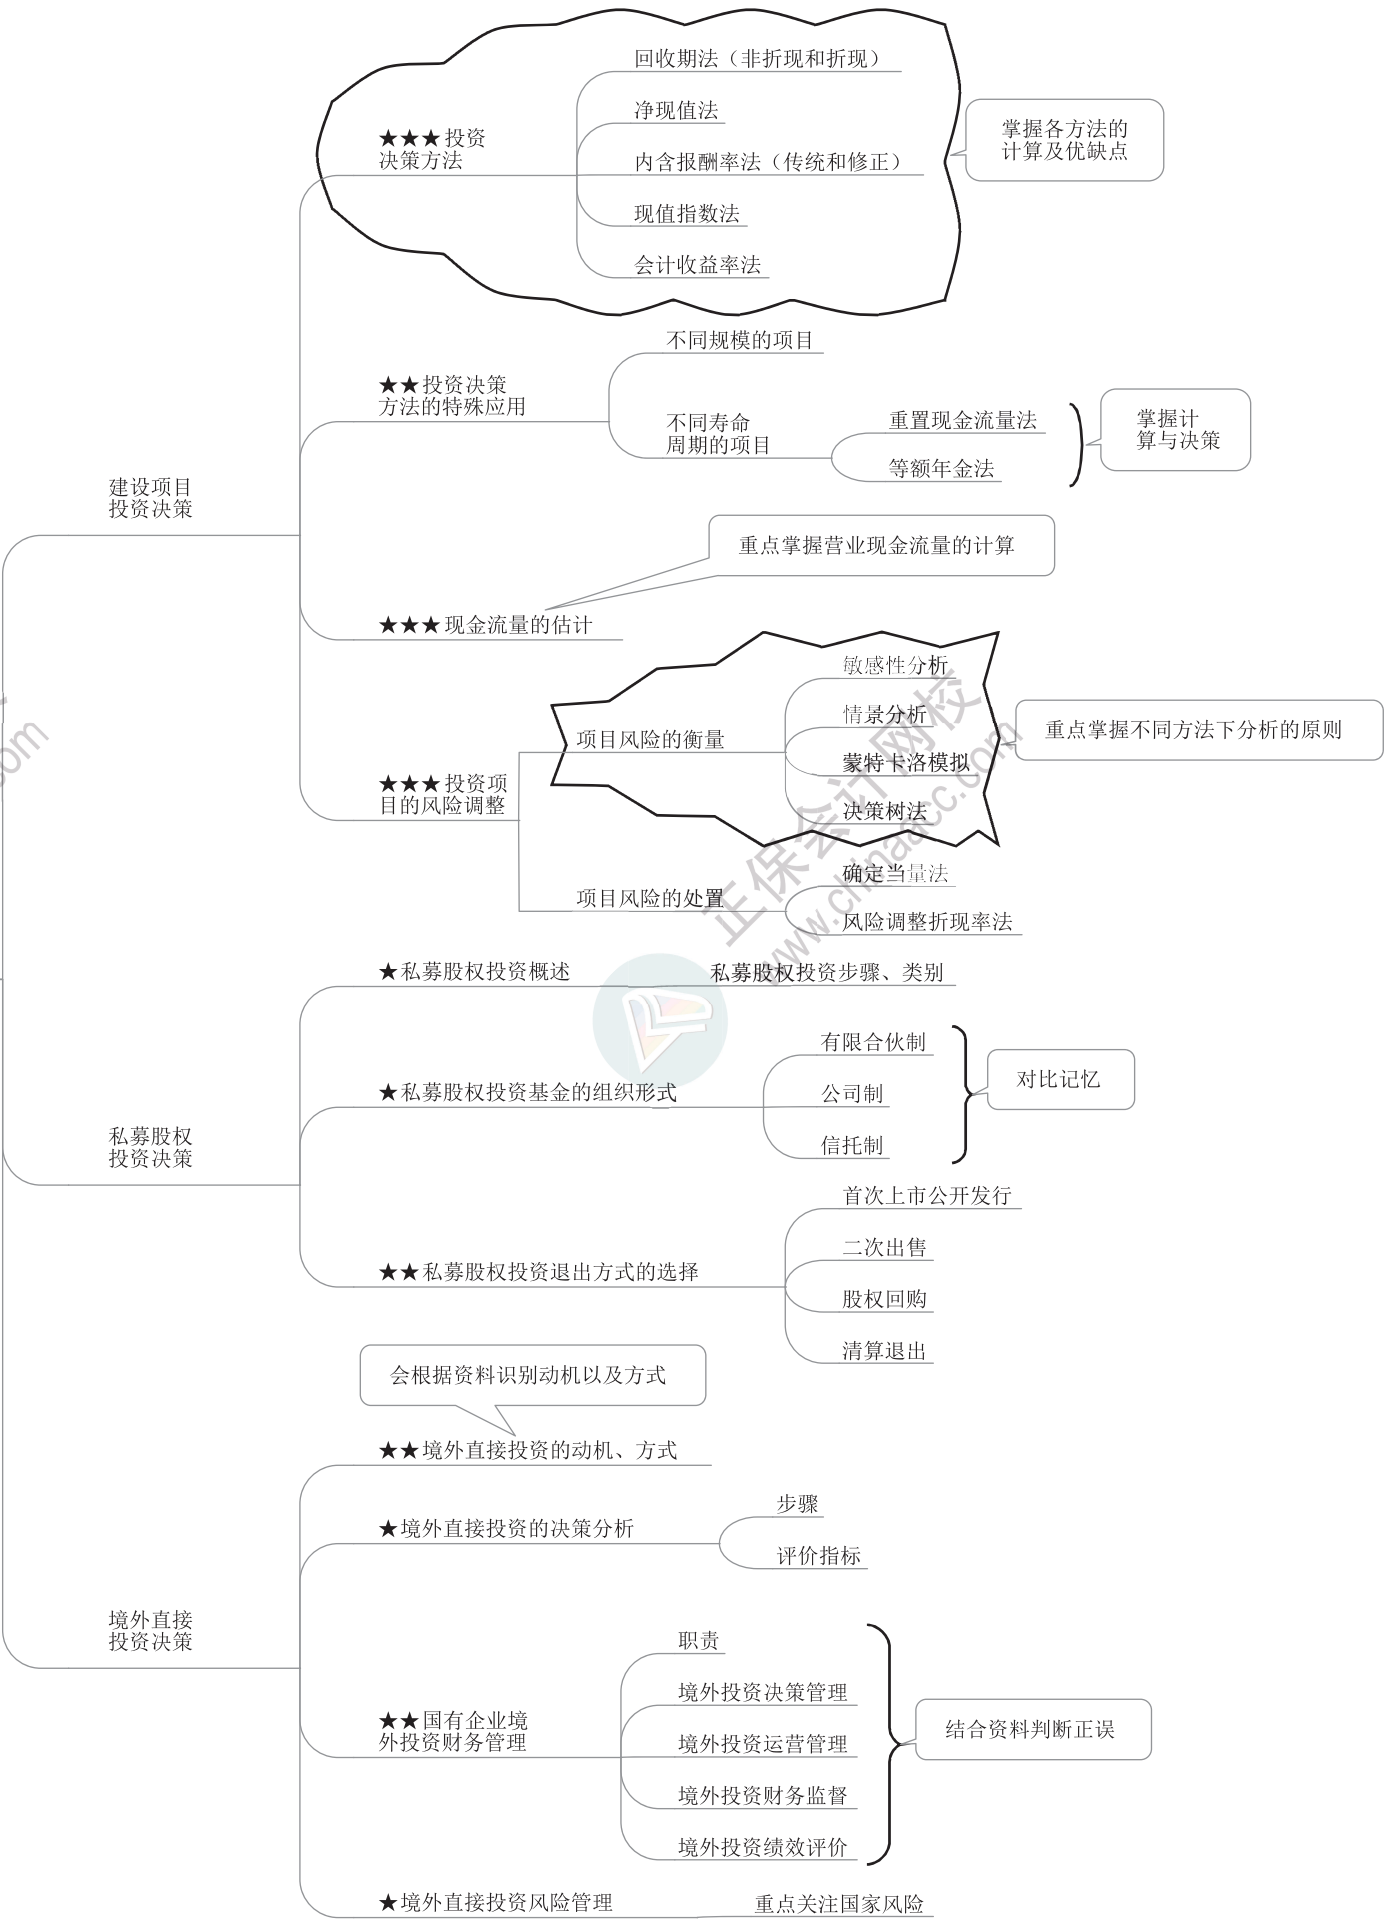 回收期法（非折现和折现）
净现值法
★★★投资
决策方法
内含报酬率法（传统和修正）
现值指数法
会计收益率法
掌握各方法的
计算及优缺点
不同规模的项目
★★投资决策
方法的特殊应用
不同寿命
周期的项目
重置现金流量法
等额年金法
掌握计
算与决策
建设项目
投资决策
重点掌握营业现金流量的计算
★★★现金流量的估计
敏感性分析
情景分析
项目风险的衡量
蒙特卡洛模拟
决策树法
重点掌握不同方法下分析的原则
★★★投资项
目的风险调整
确定当量法
项目风险的处置
风险调整折现率法
正保会计网校
www.chinaacc.com
.com
★私募股权投资概述
私募股权投资步骤、类别
有限合伙制
★私募股权投资基金的组织形式
公司制
信托制
对比记忆
私募股权
投资决策
首次上市公开发行
二次出售
★★私募股权投资退出方式的选择
股权回购
清算退出
会根据资料识别动机以及方式
★★境外直接投资的动机、方式
步骤
★境外直接投资的决策分析
评价指标
境外直接
投资决策
职责
境外投资决策管理
★★国有企业境
外投资财务管理
境外投资运营管理
境外投资财务监督
境外投资绩效评价
结合资料判断正误
★境外直接投资风险管理
重点关注国家风险